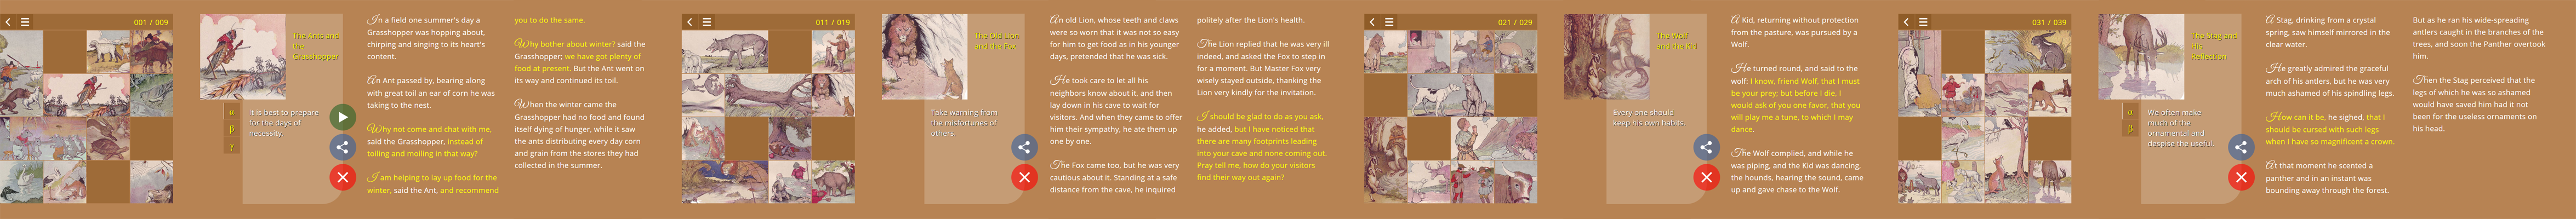 001 / 009
The Ants and
the
Grasshopper
α
β
γ
It is best to prepare
for the days of
necessity.
In a field one summer's day a
Grasshopper was hopping about,
chirping and singing to its heart's
content.
An Ant passed by, bearing along
with great toil an ear of corn he was
taking to the nest.
Why not come and chat with me,
said the Grasshopper, instead of
toiling and moiling in that way?
I am helping to lay up food for the
winter, said the Ant, and recommend
you to do the same.
Why bother about winter? said the
Grasshopper; we have got plenty of
food at present. But the Ant went on
its way and continued its toil.
When the winter came the
Grasshopper had no food and found
itself dying of hunger, while it saw
the ants distributing every day corn
and grain from the stores they had
collected in the summer.
011 / 019
The Old Lion
and the Fox
Take warning from
the misfortunes of
others.
An old Lion, whose teeth and claws
were so worn that it was not so easy
for him to get food as in his younger
days, pretended that he was sick.
He took care to let all his
neighbors know about it, and then
lay down in his cave to wait for
visitors. And when they came to offer
him their sympathy, he ate them up
one by one.
The Fox came too, but he was very
cautious about it. Standing at a safe
distance from the cave, he inquired
politely after the Lion's health.
The Lion replied that he was very ill
indeed, and asked the Fox to step in
for a moment. But Master Fox very
wisely stayed outside, thanking the
Lion very kindly for the invitation.
I should be glad to do as you ask,
he added, but I have noticed that
there are many footprints leading
into your cave and none coming out.
Pray tell me, how do your visitors
find their way out again?
021 / 029
The Wolf
and the Kid
Every one should
keep his own habits.
A Kid, returning without protection
from the pasture, was pursued by a
Wolf.
He turned round, and said to the
wolf: I know, friend Wolf, that I must
be your prey; but before I die, I
would ask of you one favor, that you
will play me a tune, to which I may
dance.
The Wolf complied, and while he
was piping, and the Kid was dancing,
the hounds, hearing the sound, came
up and gave chase to the Wolf.
031 / 039
The Stag and
His
Reflection
α
β
We often make
much of the
ornamental and
despise the useful.
A Stag, drinking from a crystal
spring, saw himself mirrored in the
clear water.
He greatly admired the graceful
arch of his antlers, but he was very
much ashamed of his spindling legs.
How can it be, he sighed, that I
should be cursed with such legs
when I have so magnificent a crown.
At that moment he scented a
panther and in an instant was
bounding away through the forest.
But as he ran his wide-spreading
antlers caught in the branches of the
trees, and soon the Panther overtook
him.
Then the Stag perceived that the
legs of which he was so ashamed
would have saved him had it not
been for the useless ornaments on
his head.